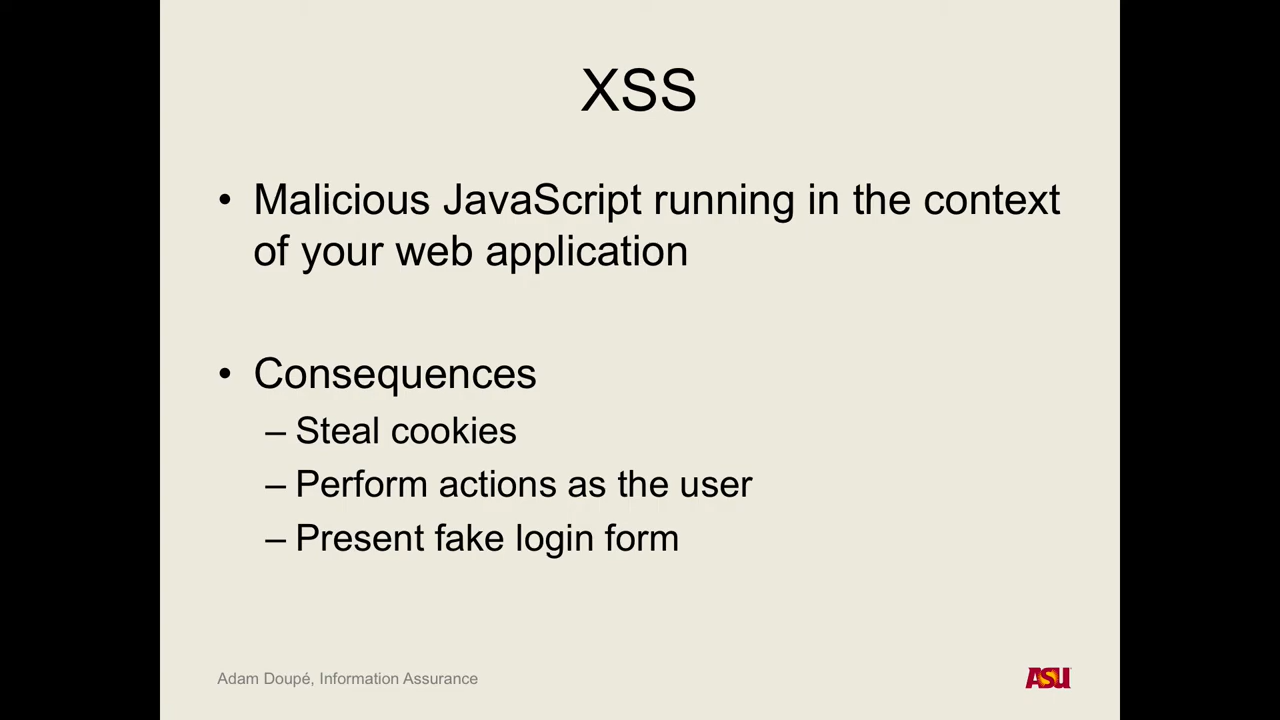 XSS
• Malicious JavaScript running in the context
of your web application
• Consequences
– Steal cookies
– Perform actions as the user
– Present fake login form
Adam Doupé, Information Assurance
ASU